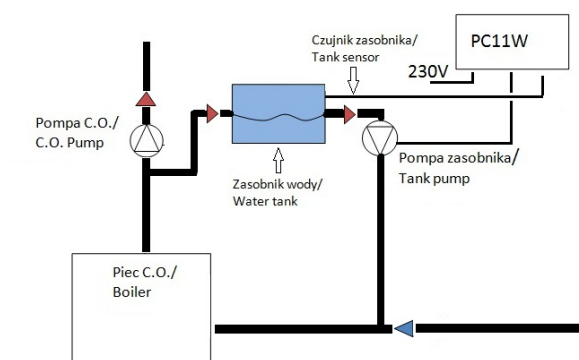 Czujnik zasobnika/
Tank sensor
PC11W
230V
Pompa C.O./
C.O. Pump
Pompa zasobnika/
Tank pump
Zasobnik wody/
Water tank
Piec C.O./
Boiler